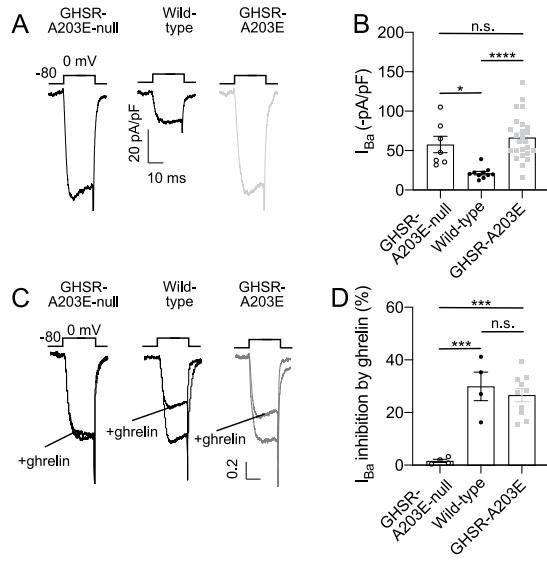 A
GHSR-
A203E-null
Wild-
type
GHSR-
A203E
0 mV
-80
20 pA/pF
10 ms
B
n.s.
****
*
200
150
100
50
0
I_Ba (-pA/pF)
GHSR-
A203E-null
Wild-type
GHSR-A203E
C
GHSR-
A203E-null
Wild-
type
GHSR-
A203E
0 mV
-80
+ghrelin
+ghrelin
+ghrelin
0.2
D
***
n.s.
***
60
40
20
0
I_Ba inhibition by ghrelin (%)
GHSR-
A203E-null
Wild-type
GHSR-A203E